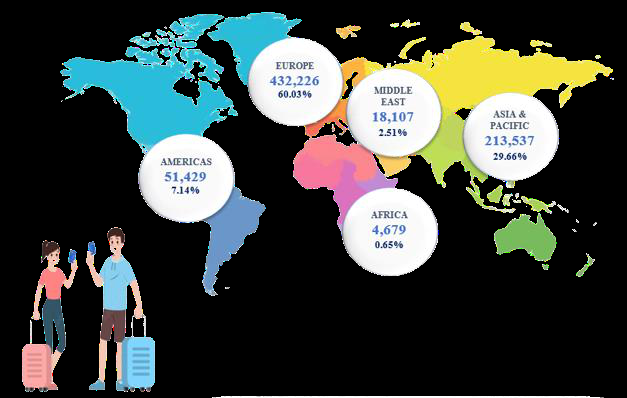 EUROPE
432,226
60.03%
MIDDLE
EAST
18,107
2.51%
ASIA &
PACIFIC
213,537
29.66%
AMERICAS
51,429
7.14%
AFRICA
4,679
0.65%